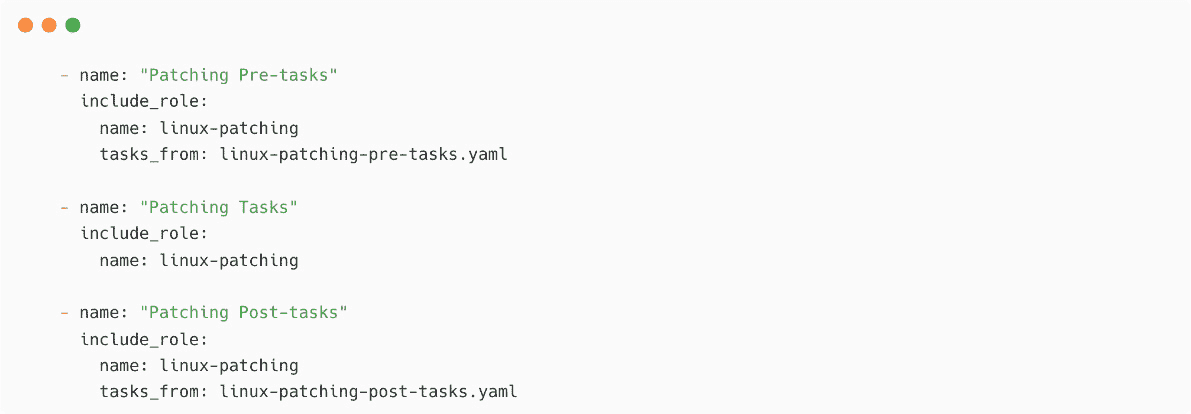 - name: "Patching Pre-tasks"
include_role:
name: linux-patching
tasks_from: linux-patching-pre-tasks.yaml
- name: "Patching Tasks"
include_role:
name: linux-patching
- name: "Patching Post-tasks"
include_role:
name: linux-patching
tasks_from: linux-patching-post-tasks.yaml